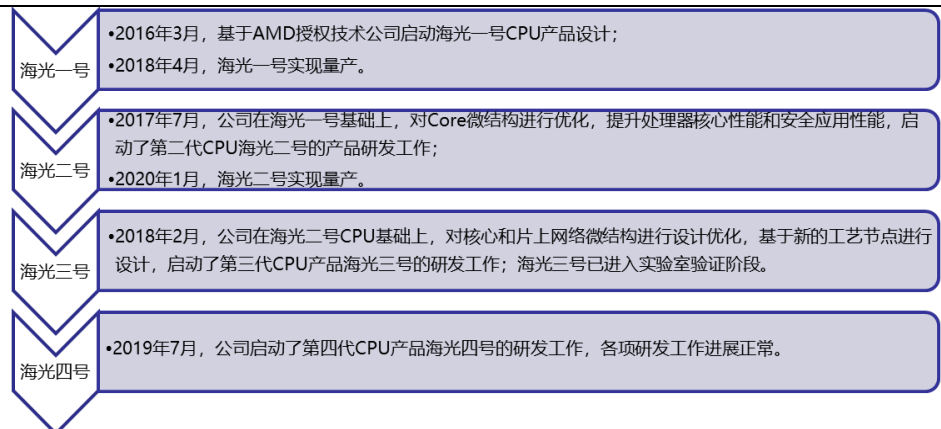 海光一号
•2016年3月，基于AMD授权技术公司启动海光一号CPU产品设计；
•2018年4月，海光一号实现量产。
海光二号
•2017年7月，公司在海光一号基础上，对Core微结构进行优化，提升处理器核心性能和安全应用性能，启
动了第二代CPU海光二号的产品研发工作；
•2020年1月，海光二号实现量产。
海光三号
•2018年2月，公司在海光二号CPU基础上，对核心和片上网络微结构进行设计优化，基于新的工艺节点进行
设计，启动了第三代CPU产品海光三号的研发工作；海光三号已进入实验室验证阶段。
海光四号
•2019年7月，公司启动了第四代CPU产品海光四号的研发工作，各项研发工作进展正常。